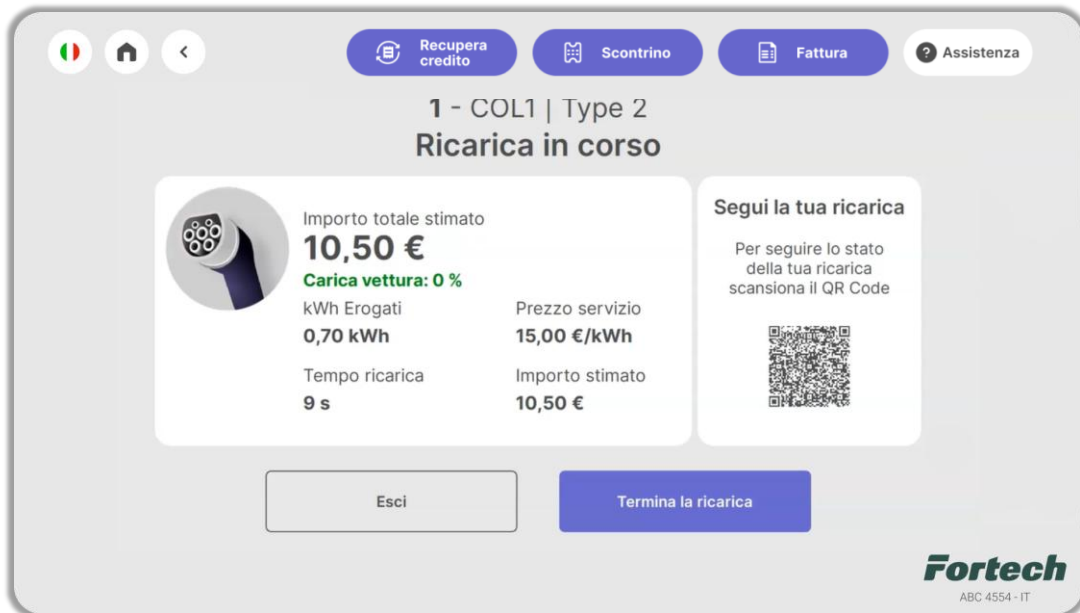 Recupera
credito
Scontrino
Fattura
? Assistenza
1 - COL1 | Type 2
Ricarica in corso
Importo totale stimato
10,50 €
Carica vettura: 0 %
kWh Erogati
0,70 kWh
Prezzo servizio
15,00 €/kWh
Tempo ricarica
9 s
Importo stimato
10,50 €
Segui la tua ricarica
Per seguire lo stato
della tua ricarica
scansiona il QR Code
Esci
Termina la ricarica
Fortech
ABC 4554 - IT